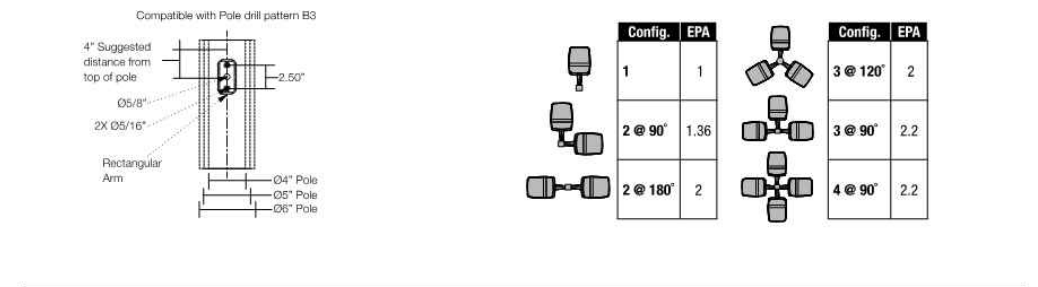 Compatible with Pole drill pattern B3
4" Suggested
distance from
top of pole
2.50"
Ø5/8"
2X Ø5/16"
Rectangular
Arm
Ø4" Pole
Ø5" Pole
Ø6" Pole
Config. EPA
1 1
2 @ 90° 1.36
2 @ 180° 2
Config. EPA
3 @ 120° 2
3 @ 90° 2.2
4 @ 90° 2.2